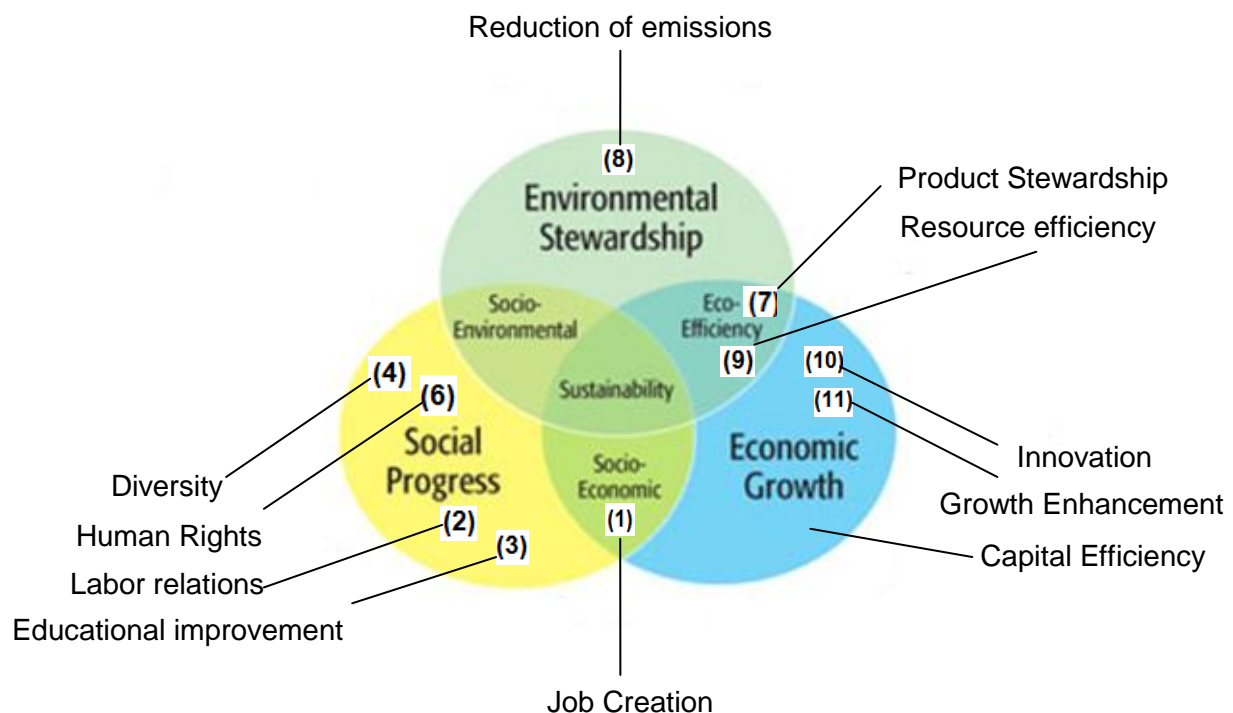 Reduction of emissions
(8)
Environmental
Stewardship
Product Stewardship
Resource efficiency
Socio-
Environmental
Eco-
Efficiency
(7)
(9)
(10)
(11)
(4)
(6)
Sustainability
Social
Progress
Socio-
Economic
(1)
Economic
Growth
(2)
(3)
Diversity
Human Rights
Labor relations
Educational improvement
Innovation
Growth Enhancement
Capital Efficiency
Job Creation